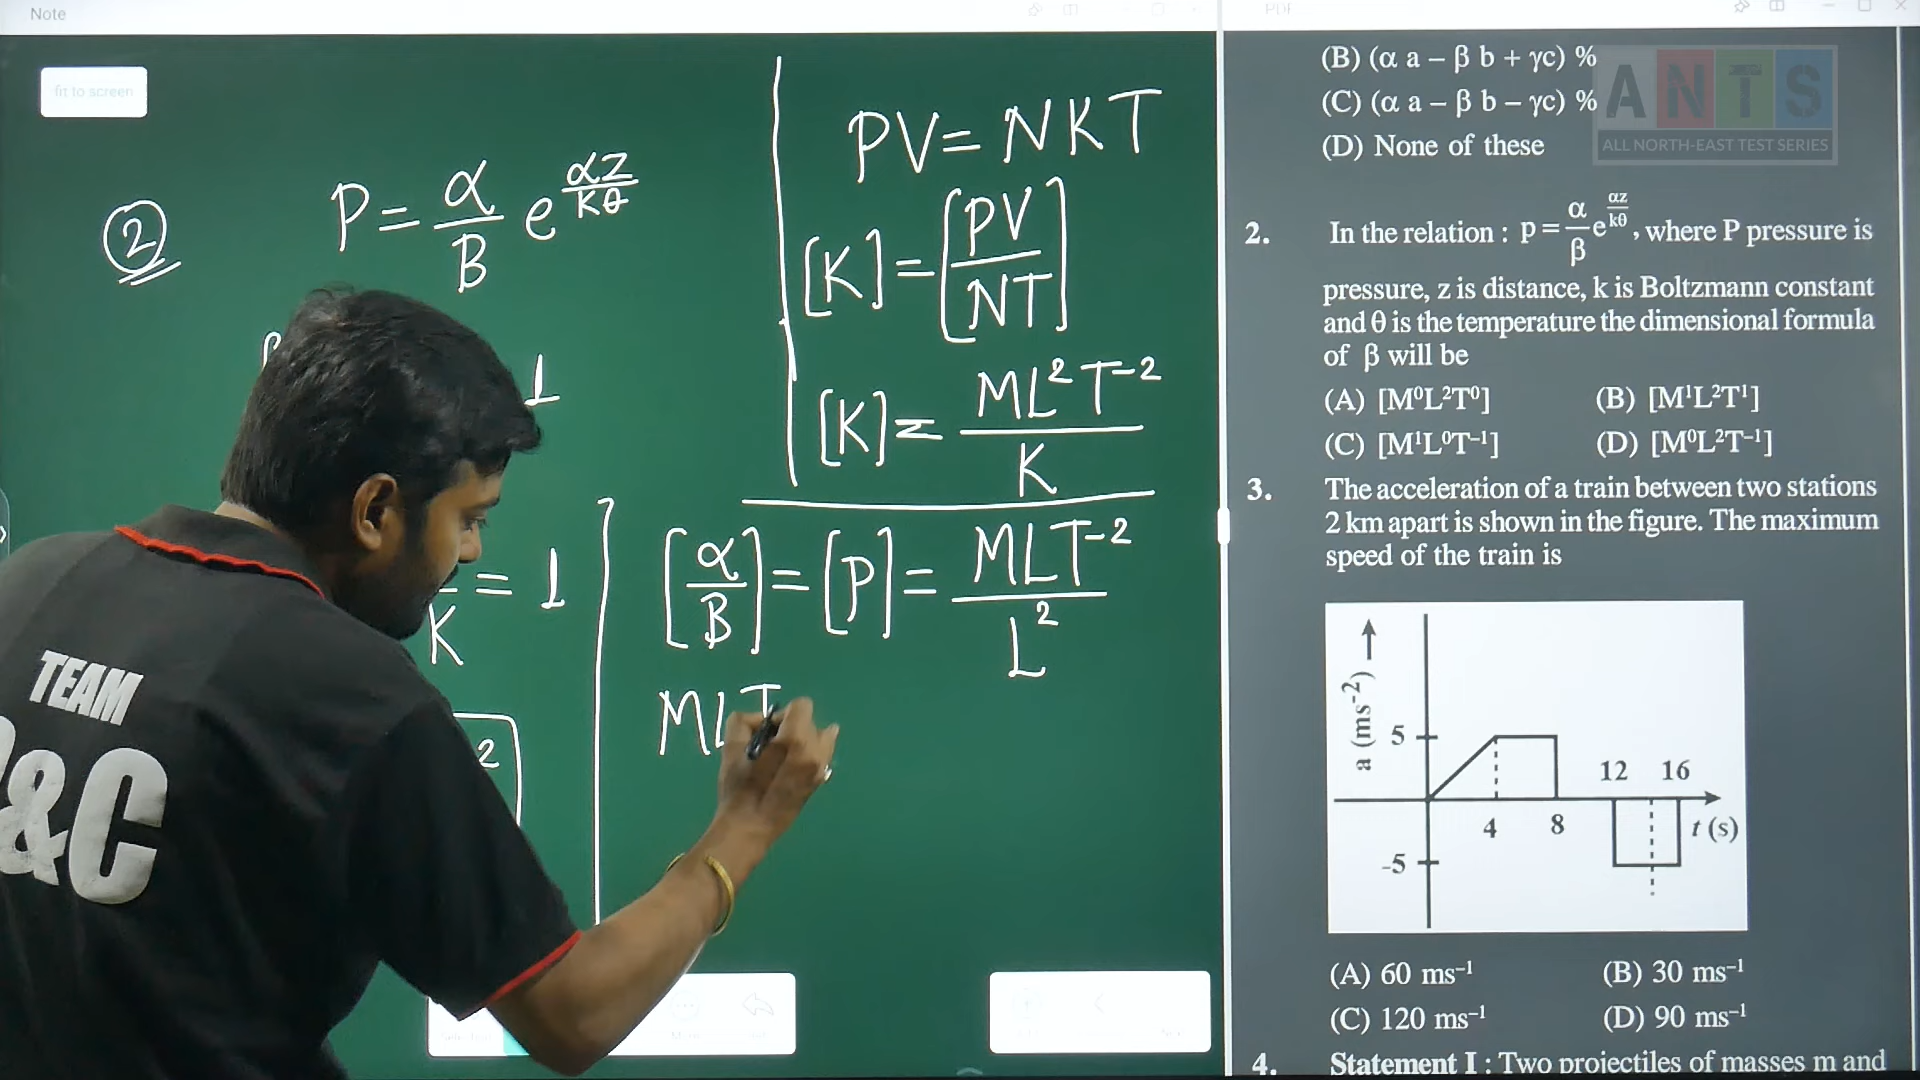 Note
PDF
fit to screen
②
P = α/B e^(αz/kθ)
1
K = 1
2
PV = NKT
[K] = [PV/NT]
[K] = ML²T⁻²/K
[α/B] = [P] = MLT⁻²/L²
MLT
TEAM
&C
(B) (α a – β b + γc) %
(C) (α a – β b – γc) %
(D) None of these
ANTS
ALL NORTH-EAST TEST SERIES
2. In the relation : p = α/β e^(αz/kθ), where P pressure is
pressure, z is distance, k is Boltzmann constant
and θ is the temperature the dimensional formula
of β will be
(A) [M⁰L²T⁰] (B) [M¹L²T¹]
(C) [M¹L⁰T⁻¹] (D) [M⁰L²T⁻¹]
3. The acceleration of a train between two stations
2 km apart is shown in the figure. The maximum
speed of the train is
a (ms⁻²)
5
12 16
4 8 t (s)
-5
(A) 60 ms⁻¹ (B) 30 ms⁻¹
(C) 120 ms⁻¹ (D) 90 ms⁻¹
4. Statement I : Two projectiles of masses m and